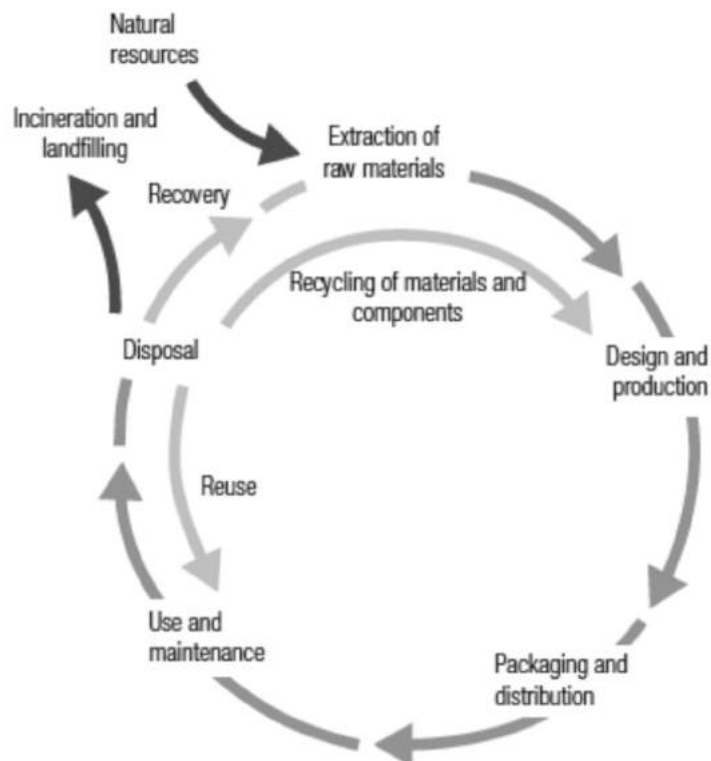 Natural
resources
Incineration and
landfilling
Extraction of
raw materials
Recovery
Recycling of materials and
components
Disposal
Design and
production
Reuse
Use and
maintenance
Packaging and
distribution